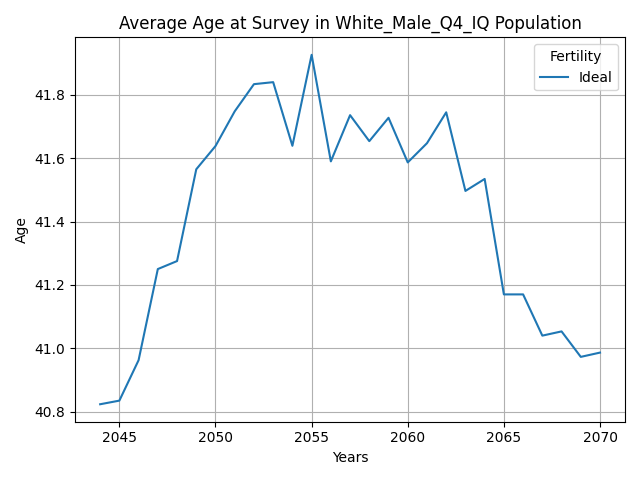 Average Age at Survey in White_Male_Q4_IQ Population
Fertility
Ideal
Age
41.8
41.6
41.4
41.2
41.0
40.8
2045 2050 2055 2060 2065 2070
Years